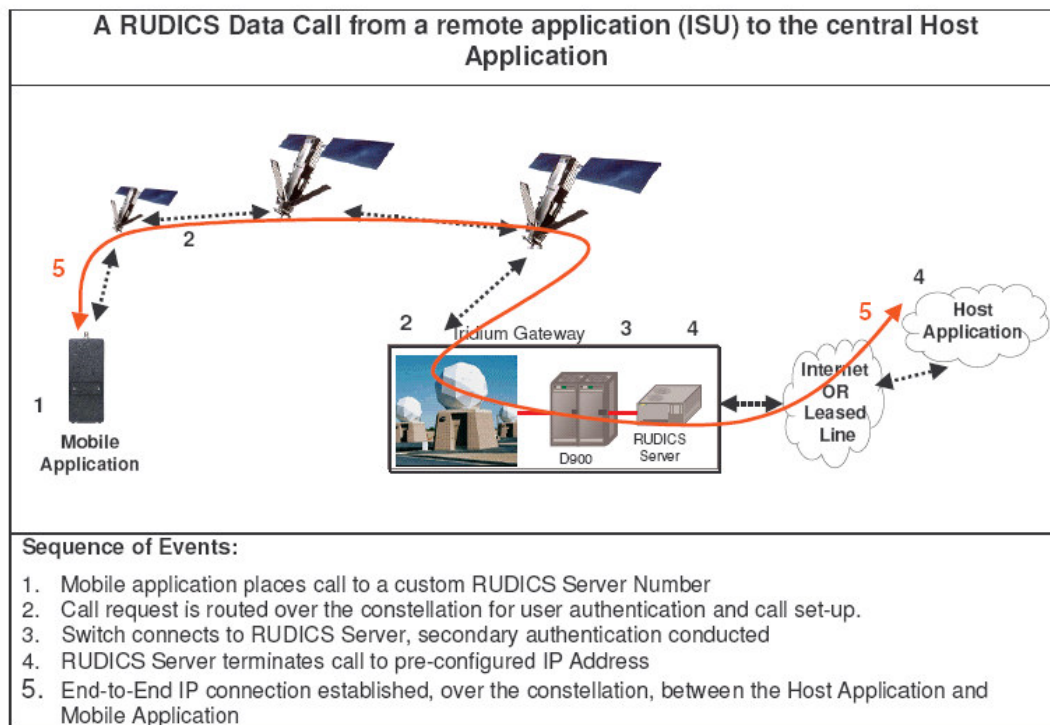 A RUDICS Data Call from a remote application (ISU) to the central Host
Application
2
5
4
5
Host
Application
2
3
4
Iridium Gateway
Internet
OR
Leased
Line
1
Mobile
Application
D900
RUDICS
Server
Sequence of Events:
1. Mobile application places call to a custom RUDICS Server Number
2. Call request is routed over the constellation for user authentication and call set-up.
3. Switch connects to RUDICS Server, secondary authentication conducted
4. RUDICS Server terminates call to pre-configured IP Address
5. End-to-End IP connection established, over the constellation, between the Host Application and
Mobile Application